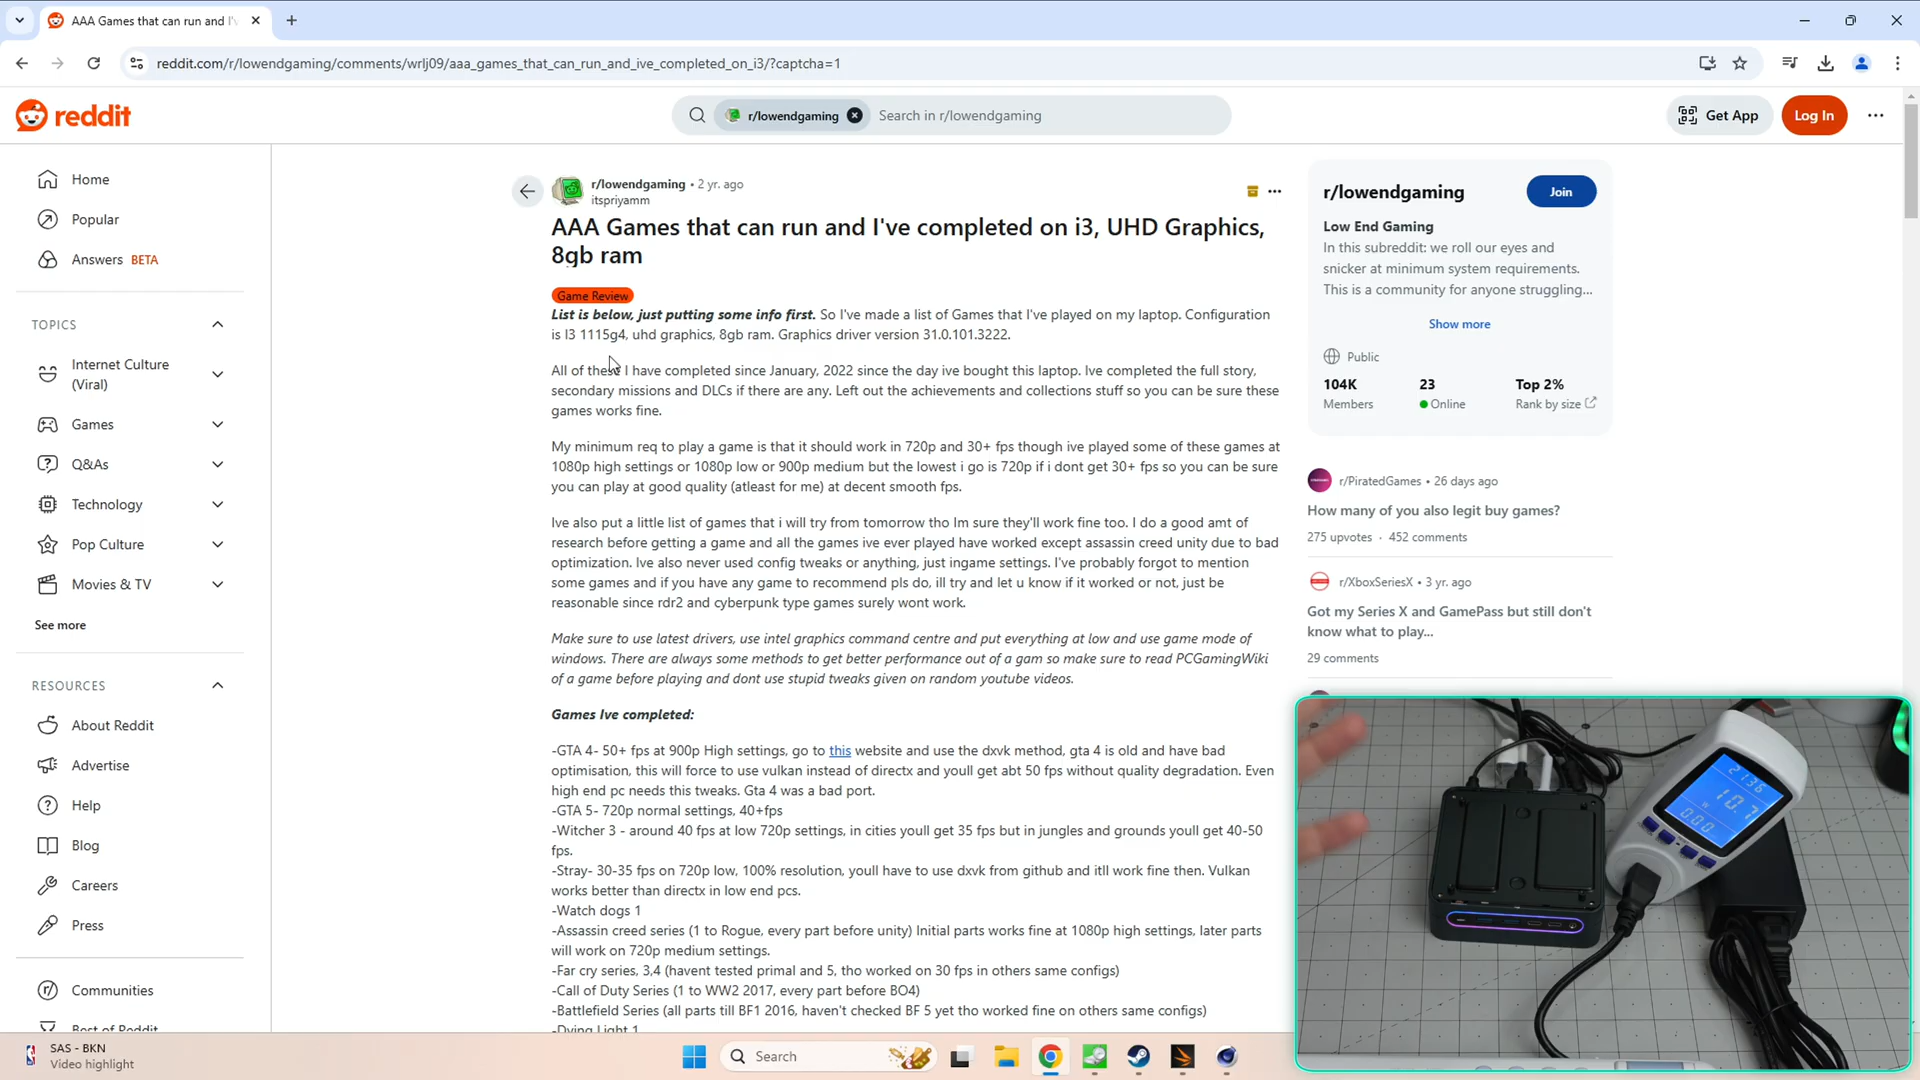 AAA Games that can run and I'v
reddit.com/r/lowendgaming/comments/wrlj09/aaa_games_that_can_run_and_ive_completed_on_i3/?captcha=1
reddit
r/lowendgaming
Search in r/lowendgaming
Get App
Log In
Home
Popular
Answers BETA
TOPICS
Internet Culture
(Viral)
Games
Q&As
Technology
Pop Culture
Movies & TV
See more
RESOURCES
About Reddit
Advertise
Help
Blog
Careers
Press
Communities
Best of Reddit
r/lowendgaming • 2 yr. ago
itspriyamm
AAA Games that can run and I've completed on i3, UHD Graphics,
8gb ram
Game Review
List is below, just putting some info first. So I've made a list of Games that I've played on my laptop. Configuration
is I3 1115g4, uhd graphics, 8gb ram. Graphics driver version 31.0.101.3222.
All of these I have completed since January, 2022 since the day ive bought this laptop. Ive completed the full story,
secondary missions and DLCs if there are any. Left out the achievements and collections stuff so you can be sure these
games works fine.
My minimum req to play a game is that it should work in 720p and 30+ fps though ive played some of these games at
1080p high settings or 1080p low or 900p medium but the lowest i go is 720p if i dont get 30+ fps so you can be sure
you can play at good quality (atleast for me) at decent smooth fps.
Ive also put a little list of games that i will try from tomorrow tho Im sure they'll work fine too. I do a good amt of
research before getting a game and all the games ive ever played have worked except assassin creed unity due to bad
optimization. Ive also never used config tweaks or anything, just ingame settings. I've probably forgot to mention
some games and if you have any game to recommend pls do, ill try and let u know if it worked or not, just be
reasonable since rdr2 and cyberpunk type games surely wont work.
Make sure to use latest drivers, use intel graphics command centre and put everything at low and use game mode of
windows. There are always some methods to get better performance out of a gam so make sure to read PCGamingWiki
of a game before playing and dont use stupid tweaks given on random youtube videos.
Games Ive completed:
-GTA 4- 50+ fps at 900p High settings, go to this website and use the dxvk method, gta 4 is old and have bad
optimisation, this will force to use vulkan instead of directx and youll get abt 50 fps without quality degradation. Even
high end pc needs this tweaks. Gta 4 was a bad port.
-GTA 5- 720p normal settings, 40+fps
-Witcher 3 - around 40 fps at low 720p settings, in cities youll get 35 fps but in jungles and grounds youll get 40-50
fps.
-Stray- 30-35 fps on 720p low, 100% resolution, youll have to use dxvk from github and itll work fine then. Vulkan
works better than directx in low end pcs.
-Watch dogs 1
-Assassin creed series (1 to Rogue, every part before unity) Initial parts works fine at 1080p high settings, later parts
will work on 720p medium settings.
-Far cry series, 3,4 (havent tested primal and 5, tho worked on 30 fps in others same configs)
-Call of Duty Series (1 to WW2 2017, every part before BO4)
-Battlefield Series (all parts till BF1 2016, haven't checked BF 5 yet tho worked fine on others same configs)
-Dying Light 1
r/lowendgaming
Join
Low End Gaming
In this subreddit: we roll our eyes and
snicker at minimum system requirements.
This is a community for anyone struggling...
Show more
Public
104K 23 Top 2%
Members Online Rank by size
r/PiratedGames • 26 days ago
How many of you also legit buy games?
275 upvotes · 452 comments
r/XboxSeriesX • 3 yr. ago
Got my Series X and GamePass but still don't
know what to play...
29 comments
2136
10.7
000
SAS - BKN
Video highlight
Search